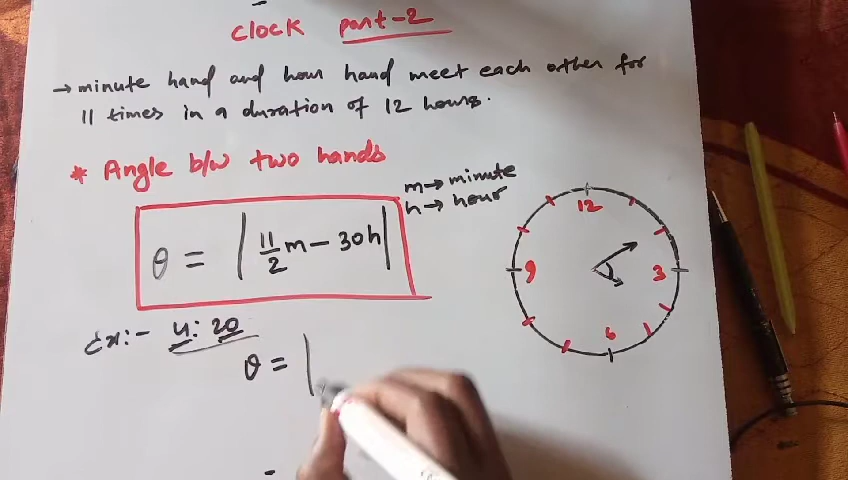 clock part-2
→ minute hand and hour hand meet each other for
11 times in a duration of 12 hours.
* Angle b/w two hands
m→ minute
h→ hour
θ = | 11/2 m - 30h |
12
9
3
6
Ex:- 4:20
θ = |